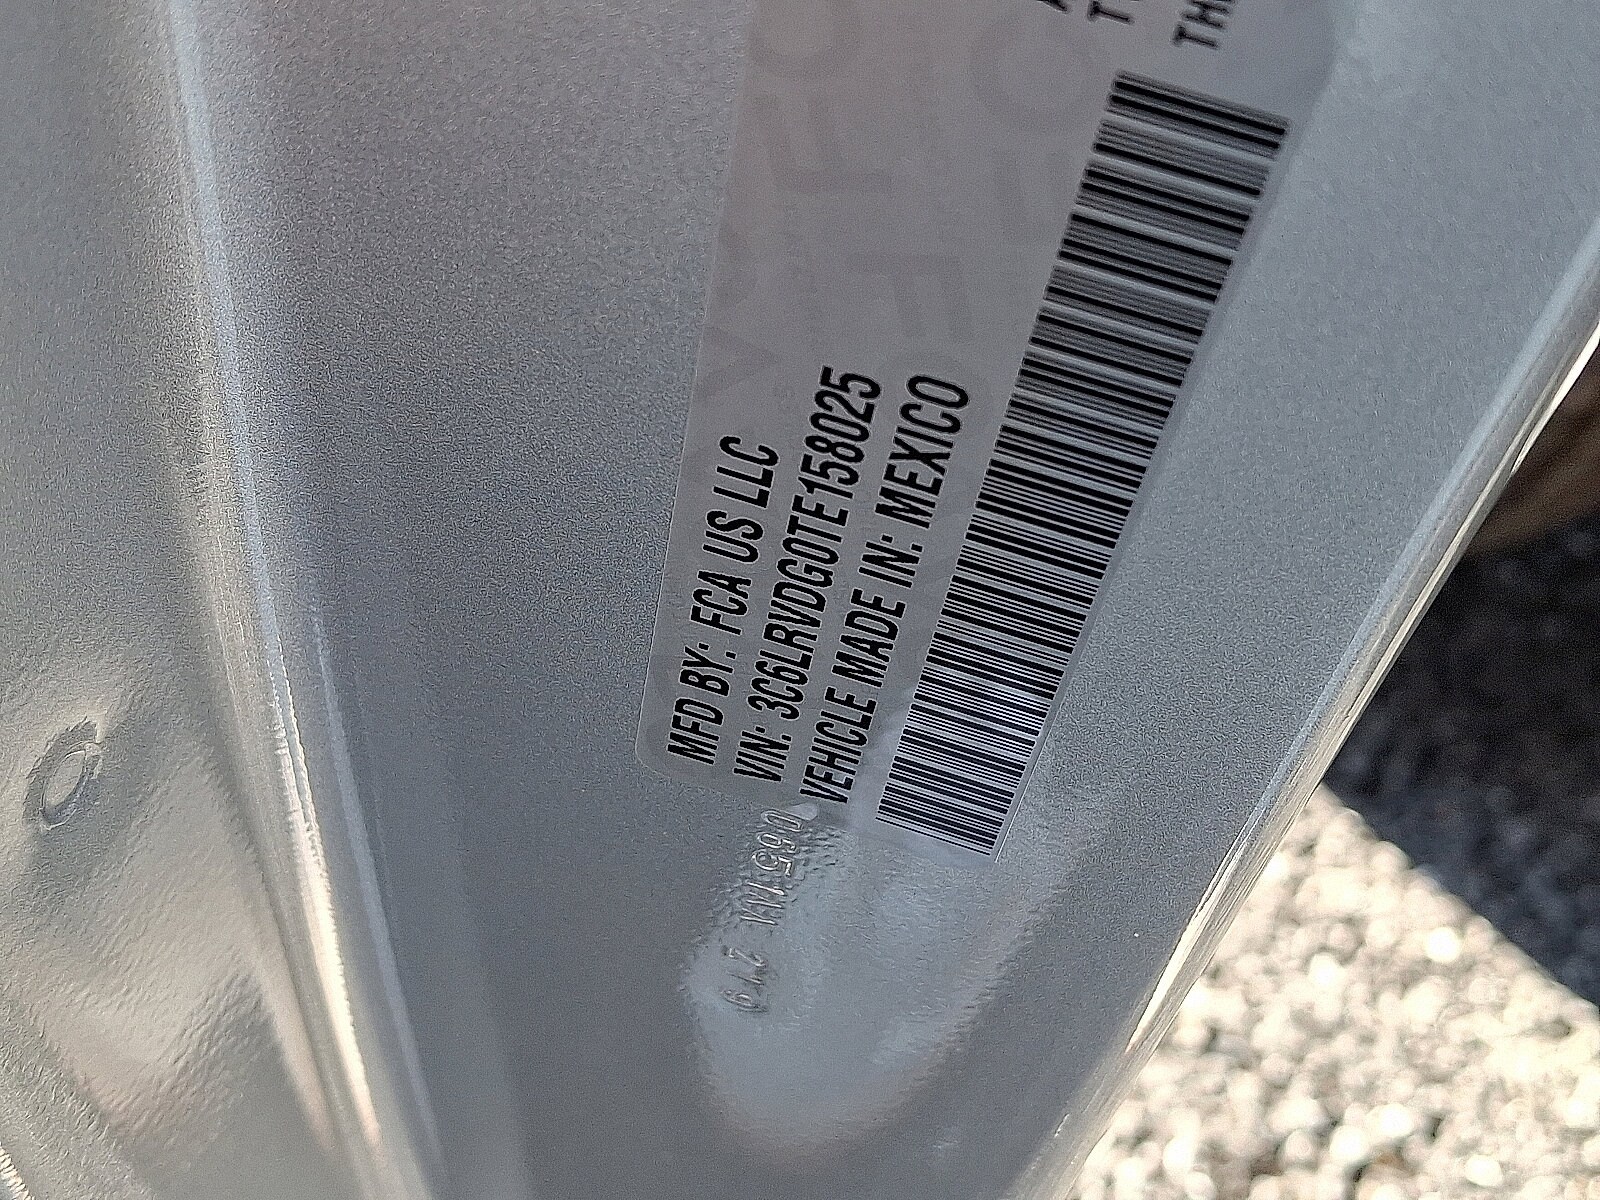 MFD BY: FCA US LLC
VIN: 3C6LRVDG0TE158025
VEHICLE MADE IN: MEXICO